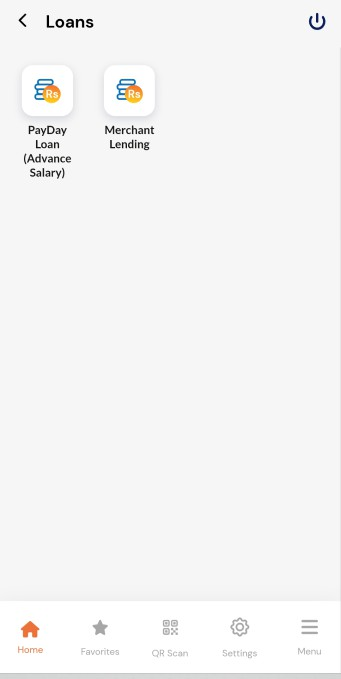 Loans
Rs
Rs
PayDay
Loan
(Advance
Salary)
Merchant
Lending
Home
Favorites
QR Scan
Settings
Menu